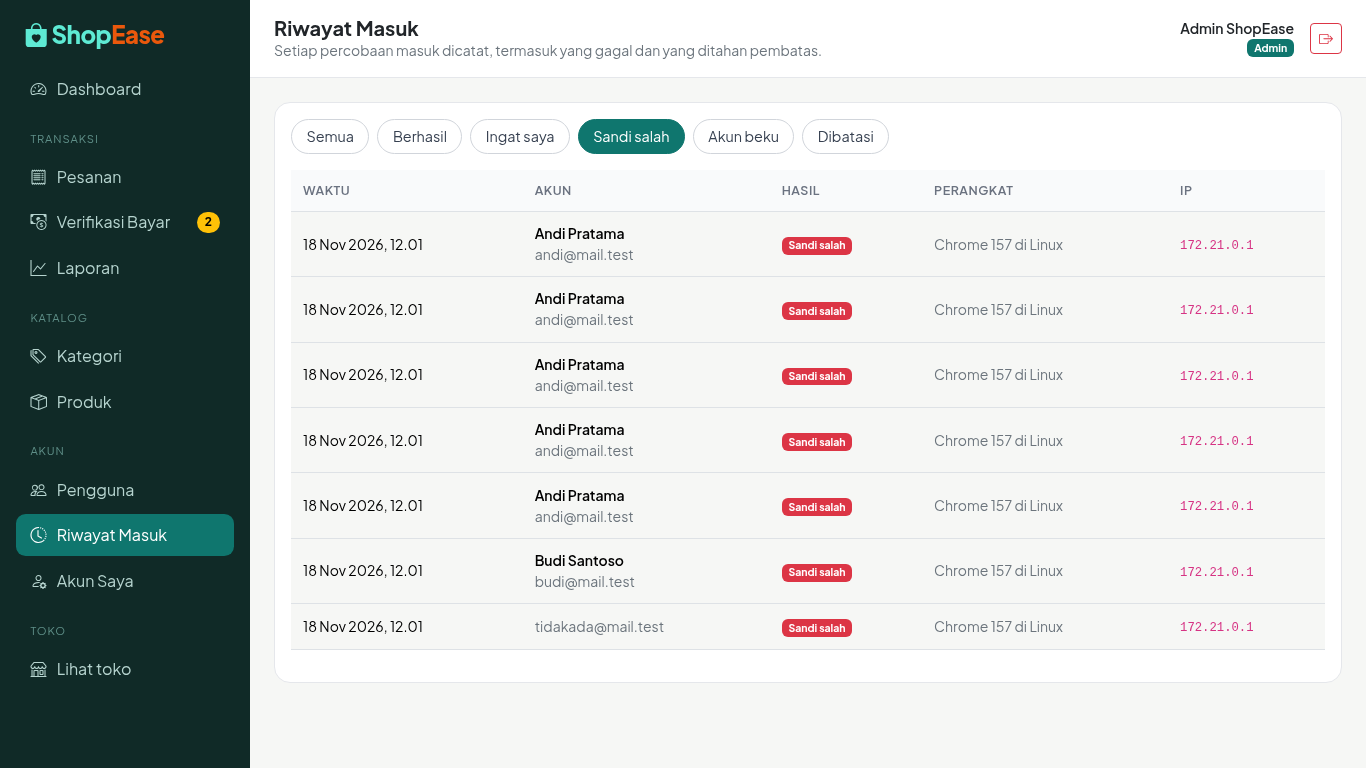 ShopEase
Dashboard
TRANSAKSI
Pesanan
Verifikasi Bayar 2
Laporan
KATALOG
Kategori
Produk
AKUN
Pengguna
Riwayat Masuk
Akun Saya
TOKO
Lihat toko
Riwayat Masuk
Setiap percobaan masuk dicatat, termasuk yang gagal dan yang ditahan pembatas.
Admin ShopEase
Admin
Semua Berhasil Ingat saya Sandi salah Akun beku Dibatasi
WAKTU AKUN HASIL PERANGKAT IP
18 Nov 2026, 12.01 Andi Pratama Sandi salah Chrome 157 di Linux 172.21.0.1
andi@mail.test
18 Nov 2026, 12.01 Andi Pratama Sandi salah Chrome 157 di Linux 172.21.0.1
andi@mail.test
18 Nov 2026, 12.01 Andi Pratama Sandi salah Chrome 157 di Linux 172.21.0.1
andi@mail.test
18 Nov 2026, 12.01 Andi Pratama Sandi salah Chrome 157 di Linux 172.21.0.1
andi@mail.test
18 Nov 2026, 12.01 Andi Pratama Sandi salah Chrome 157 di Linux 172.21.0.1
andi@mail.test
18 Nov 2026, 12.01 Budi Santoso Sandi salah Chrome 157 di Linux 172.21.0.1
budi@mail.test
18 Nov 2026, 12.01 tidakada@mail.test Sandi salah Chrome 157 di Linux 172.21.0.1